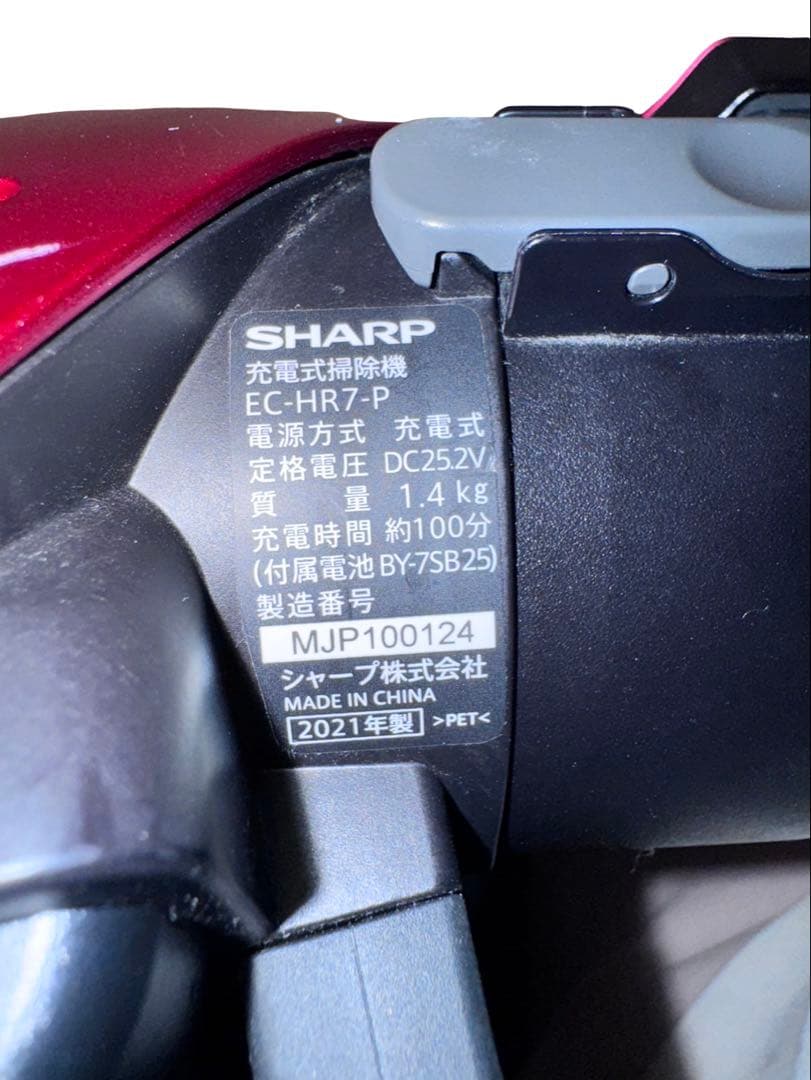 SHARP
充電式掃除機
EC-HR7-P
電源方式 充電式
定格電圧 DC25.2V
質 量 1.4 kg
充電時間 約100分
(付属電池 BY-7SB25)
製造番号
MJP100124
シャープ株式会社
MADE IN CHINA
2021年製 >PET<